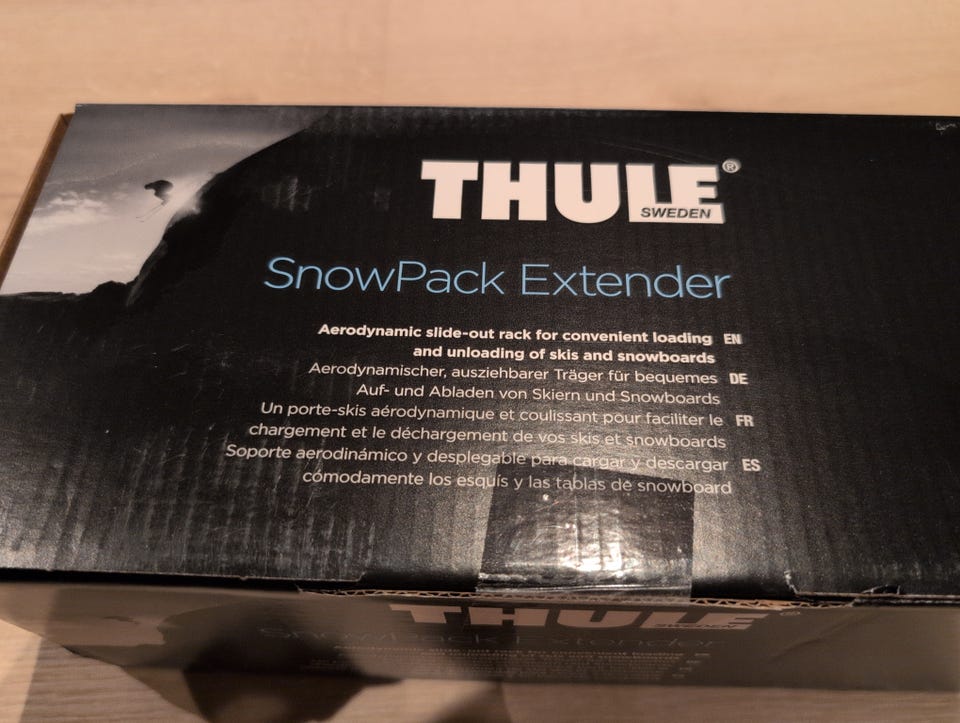 THULE®
SWEDEN
SnowPack Extender
Aerodynamic slide-out rack for convenient loading EN
and unloading of skis and snowboards
Aerodynamischer, ausziehbarer Träger für bequemes DE
Auf- und Abladen von Skiern und Snowboards
Un porte-skis aérodynamique et coulissant pour faciliter le FR
chargement et le déchargement de vos skis et snowboards
Soporte aerodinámico y desplegable para cargar y descargar ES
cómodamente los esquís y las tablas de snowboard
THULE®
SWEDEN
SnowPack Extender